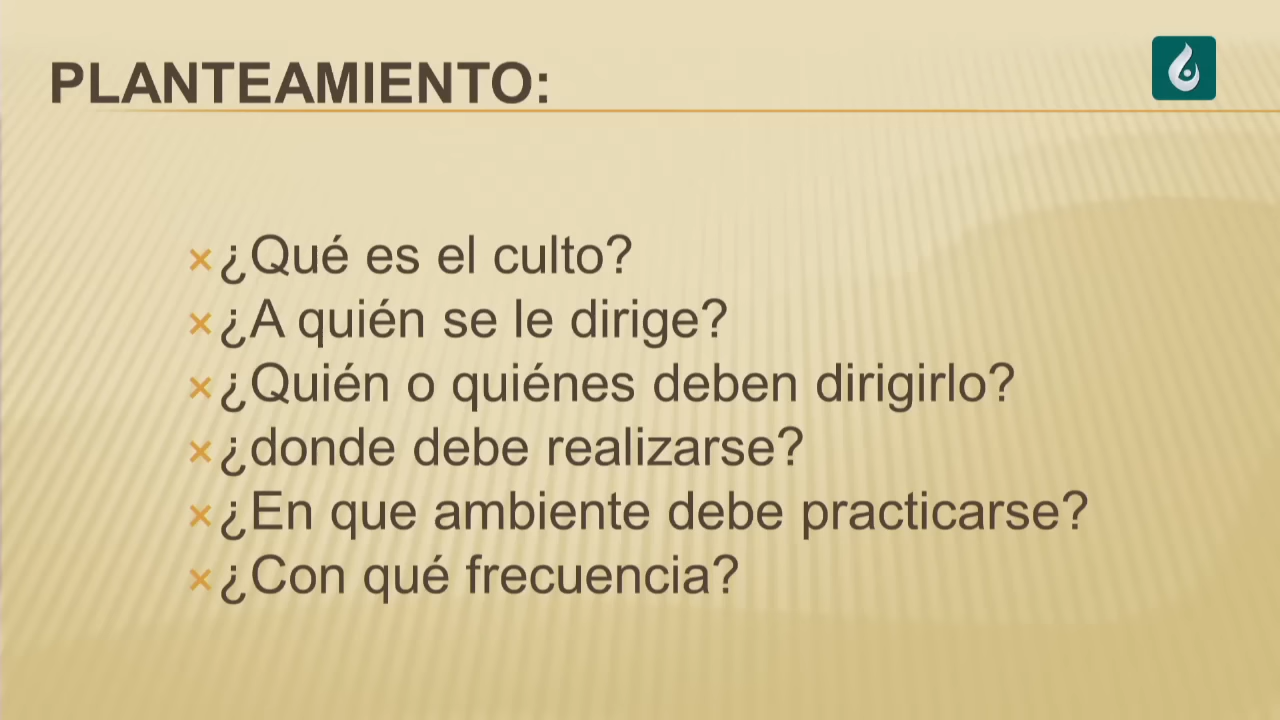 PLANTEAMIENTO:
¿Qué es el culto?
¿A quién se le dirige?
¿Quién o quiénes deben dirigirlo?
¿donde debe realizarse?
¿En que ambiente debe practicarse?
¿Con qué frecuencia?